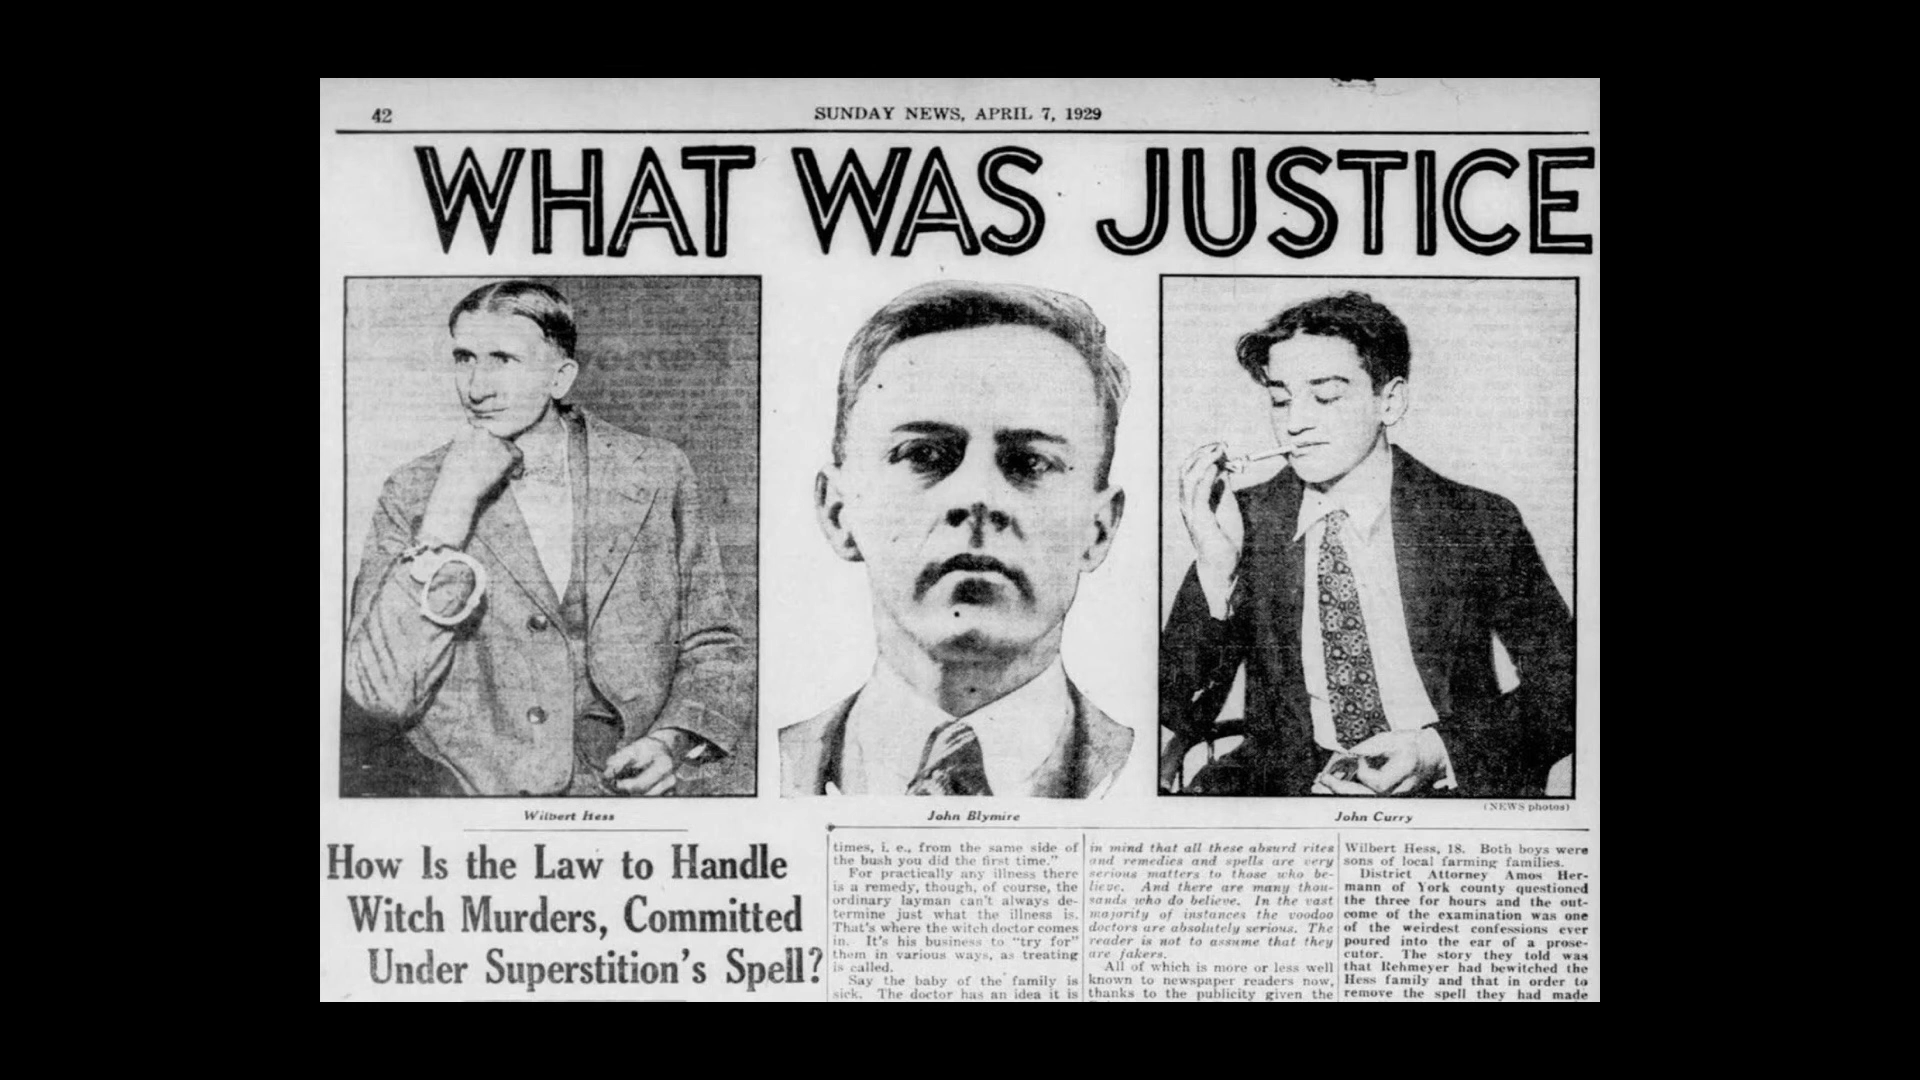 42
SUNDAY NEWS, APRIL 7, 1929
WHAT WAS JUSTICE
(NEWS photos)
Wilbert Hess
John Blymire
John Curry
How Is the Law to Handle
Witch Murders, Committed
Under Superstition's Spell?
times, i. e., from the same side of
the bush you did the first time."
For practically any illness there
is a remedy, though, of course, the
ordinary layman can't always de-
termine just what the illness is.
That's where the witch doctor comes
in. It's his business to "try for"
them in various ways, as treating
is called.
Say the baby of the family is
sick. The doctor has an idea it is
in mind that all these absurd rites
and remedies and spells are very
serious matters to those who be-
lieve. And there are many thou-
sands who do believe. In the vast
majority of instances the voodoo
doctors are absolutely serious. The
reader is not to assume that they
are fakers.
All of which is more or less well
known to newspaper readers now,
thanks to the publicity given the
Wilbert Hess, 18. Both boys were
sons of local farming families.
District Attorney Amos Her-
mann of York county questioned
the three for hours and the out-
come of the examination was one
of the weirdest confessions ever
poured into the ear of a prose-
cutor. The story they told was
that Rehmeyer had bewitched the
Hess family and that in order to
remove the spell they had made